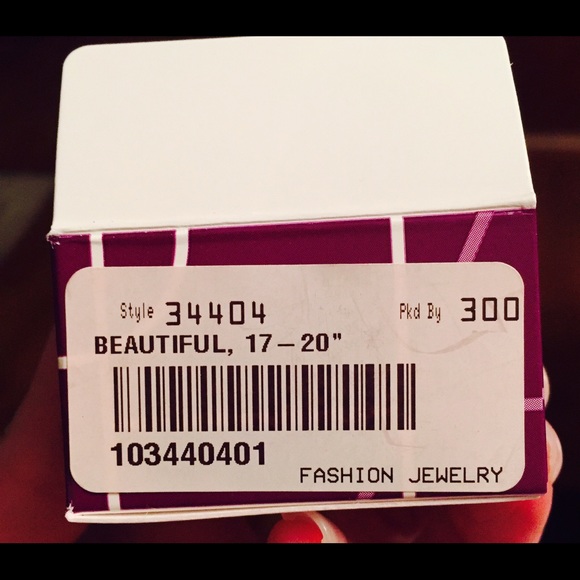 Style 34404 Pkd By 300
BEAUTIFUL, 17-20"
103440401
FASHION JEWELRY